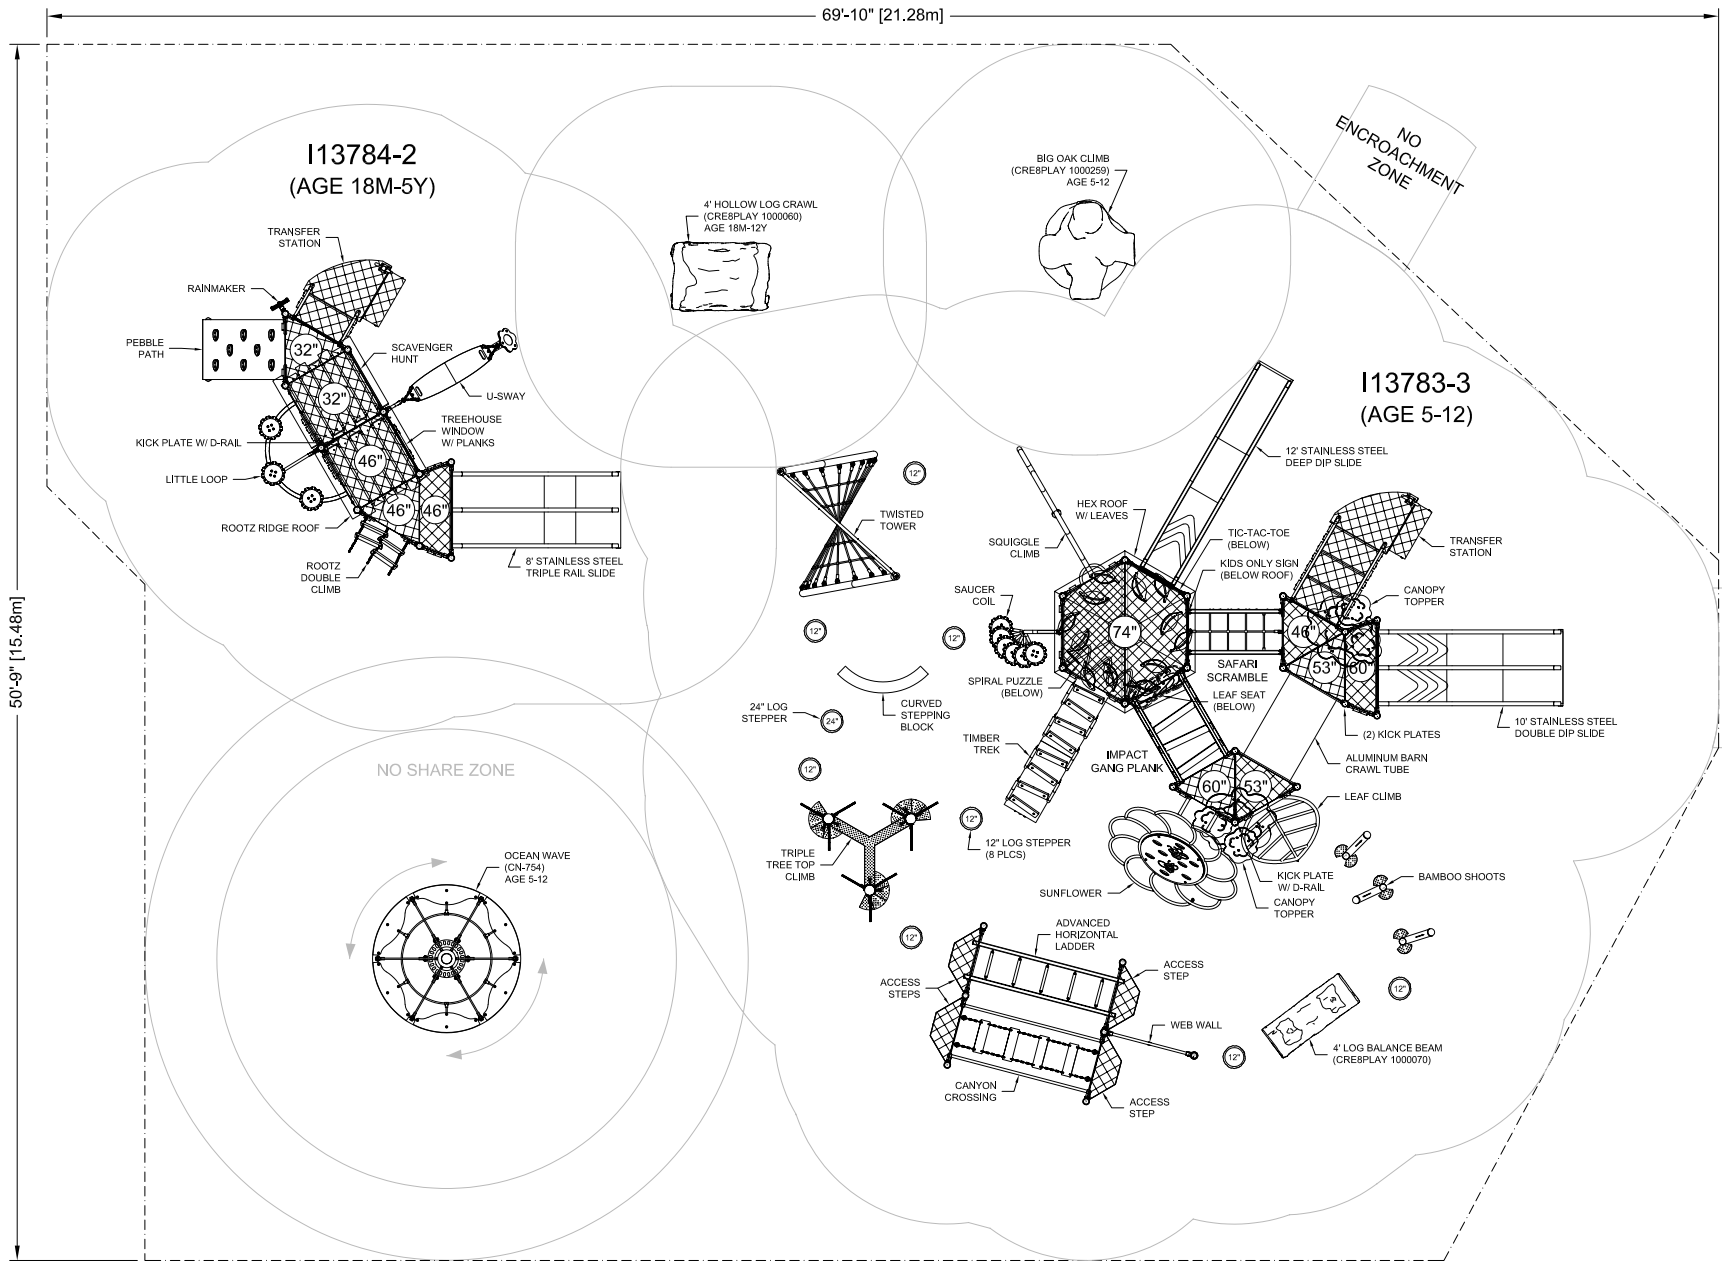 69'-10" [21.28m]
50'-9" [15.48m]
I13784-2
(AGE 18M-5Y)
TRANSFER
STATION
RAINMAKER
PEBBLE
PATH
SCAVENGER
HUNT
U-SWAY
KICK PLATE W/ D-RAIL
TREEHOUSE
WINDOW
W/ PLANKS
LITTLE LOOP
ROOTZ RIDGE ROOF
ROOTZ
DOUBLE
CLIMB
8' STAINLESS STEEL
TRIPLE RAIL SLIDE
32"
32"
46"
46"
46"
4' HOLLOW LOG CRAWL
(CRE8PLAY 1000060)
AGE 18M-12Y
BIG OAK CLIMB
(CRE8PLAY 1000259)
AGE 5-12
NO
ENCROACHMENT
ZONE
I13783-3
(AGE 5-12)
12' STAINLESS STEEL
DEEP DIP SLIDE
HEX ROOF
W/ LEAVES
SQUIGGLE
CLIMB
TIC-TAC-TOE
(BELOW)
KIDS ONLY SIGN
(BELOW ROOF)
TRANSFER
STATION
CANOPY
TOPPER
SAUCER
COIL
74"
46"
53"
60"
SAFARI
SCRAMBLE
SPIRAL PUZZLE
(BELOW)
LEAF SEAT
(BELOW)
10' STAINLESS STEEL
DOUBLE DIP SLIDE
(2) KICK PLATES
TIMBER
TREK
IMPACT
GANG PLANK
ALUMINUM BARN
CRAWL TUBE
60"
53"
LEAF CLIMB
TWISTED
TOWER
12"
12"
12"
CURVED
STEPPING
BLOCK
24" LOG
STEPPER
24"
12"
12"
12" LOG STEPPER
(8 PLCS)
TRIPLE
TREE TOP
CLIMB
SUNFLOWER
KICK PLATE
W/ D-RAIL
CANOPY
TOPPER
BAMBOO SHOOTS
12"
ADVANCED
HORIZONTAL
LADDER
ACCESS
STEPS
ACCESS
STEP
WEB WALL
12"
12"
4' LOG BALANCE BEAM
(CRE8PLAY 1000070)
CANYON
CROSSING
ACCESS
STEP
NO SHARE ZONE
OCEAN WAVE
(CN-754)
AGE 5-12